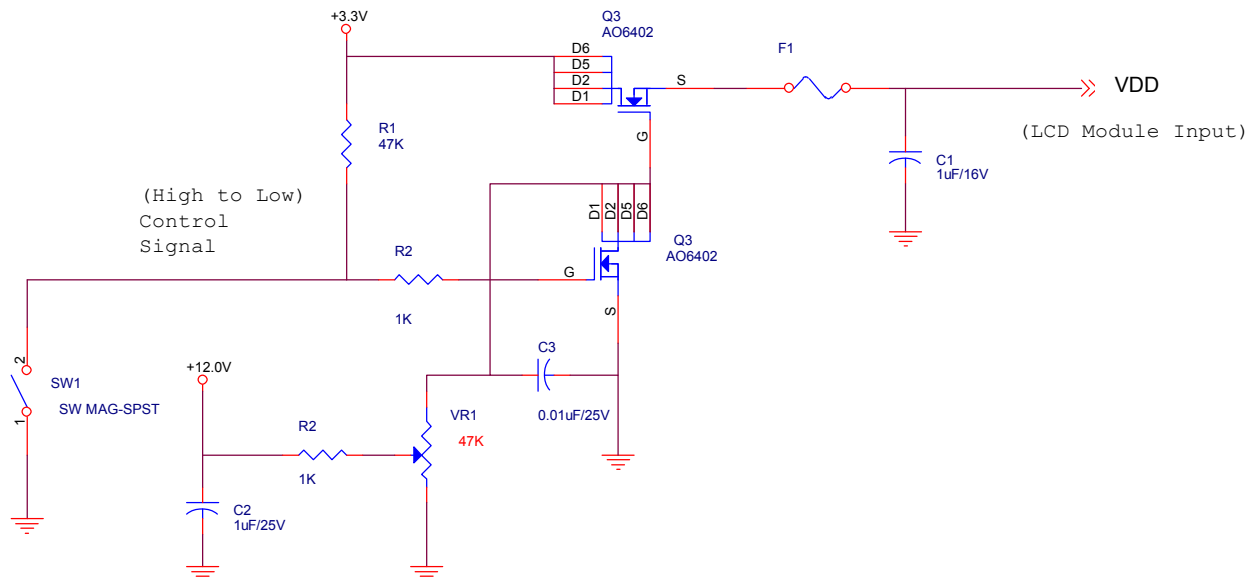 +3.3V
Q3
AO6402
D6
D5
D2
D1
S
G
F1
VDD
(LCD Module Input)
R1
47K
C1
1uF/16V
(High to Low)
Control
Signal
D1
D2
D5
D6
R2
1K
G
Q3
AO6402
S
2
1
SW1
SW MAG-SPST
+12.0V
C3
0.01uF/25V
R2
1K
VR1
47K
C2
1uF/25V